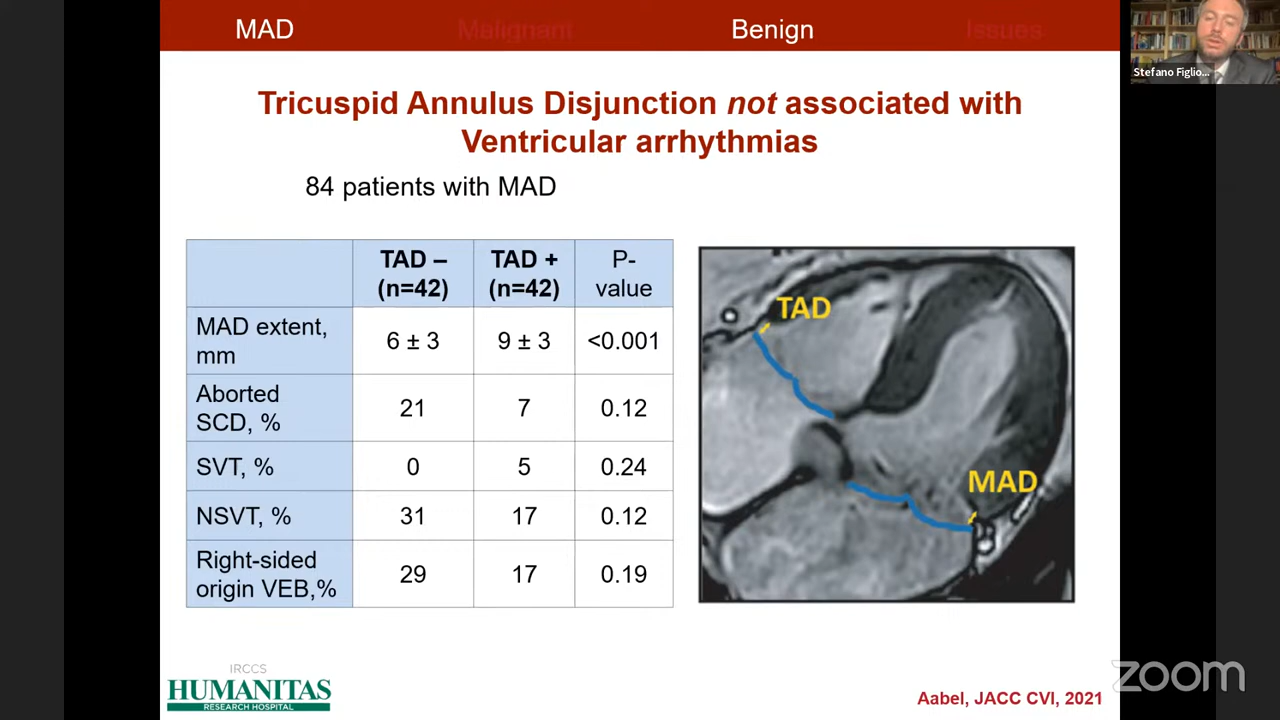 MAD
Malignant
Benign
Issues
Stefano Figlio...
Tricuspid Annulus Disjunction not associated with
Ventricular arrhythmias
84 patients with MAD
TAD –
(n=42)
TAD +
(n=42)
P-
value
MAD extent,
mm
6 ± 3
9 ± 3
<0.001
Aborted
SCD, %
21
7
0.12
SVT, %
0
5
0.24
NSVT, %
31
17
0.12
Right-sided
origin VEB,%
29
17
0.19
TAD
MAD
IRCCS
HUMANITAS
RESEARCH HOSPITAL
Aabel, JACC CVI, 2021
zoom